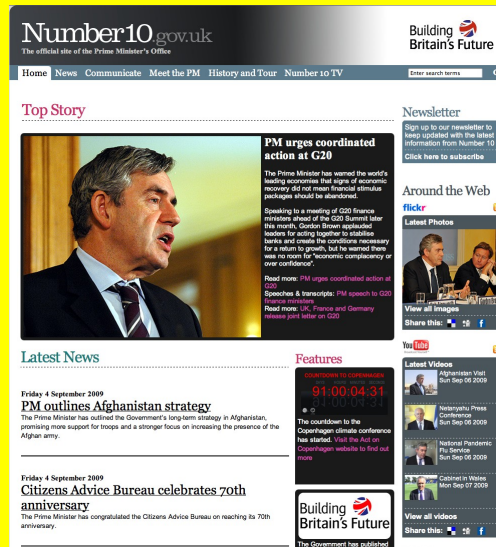 Number10.gov.uk
The official site of the Prime Minister's Office
Building
Britain's Future
Home News Communicate Meet the PM History and Tour Number 10 TV
Enter search terms
Top Story
PM urges coordinated
action at G20
The Prime Minister has warned the world's
leading economies that signs of economic
recovery did not mean financial stimulus
packages should be abandoned.
Speaking to a meeting of G20 finance
ministers ahead of the G20 Summit later
this month, Gordon Brown applauded
leaders for acting together to stabilise
banks and create the conditions necessary
for a return to growth, but he warned there
was no room for "economic complacency or
over confidence".
Read more: PM urges coordinated action at
G20
Speeches & transcripts: PM speech to G20
finance ministers
Read more: UK, France and Germany
release joint letter on G20
Newsletter
Sign up to our newsletter to
keep updated with the latest
information from Number 10
Click here to subscribe
Around the Web
flickr
Latest Photos
View all images
Share this:
YouTube
Latest Videos
Afghanistan Visit
Sun Sep 06 2009
Netanyahu Press
Conference
Sun Sep 06 2009
National Pandemic
Flu Service
Sun Sep 06 2009
Cabinet in Wales
Mon Sep 07 2009
View all videos
Share this:
Latest News
Friday 4 September 2009
PM outlines Afghanistan strategy
The Prime Minister has outlined the Government's long-term strategy in Afghanistan,
promising more support for troops and a stronger focus on increasing the presence of the
Afghan army.
Friday 4 September 2009
Citizens Advice Bureau celebrates 70th
anniversary
The Prime Minister has congratulated the Citizens Advice Bureau on reaching its 70th
anniversary.
Features
COUNTDOWN TO COPENHAGEN
91:00:04:31
The countdown to the
Copenhagen climate conference
has started. Visit the Act on
Copenhagen website to find out
more
Building
Britain's Future
The Government has published